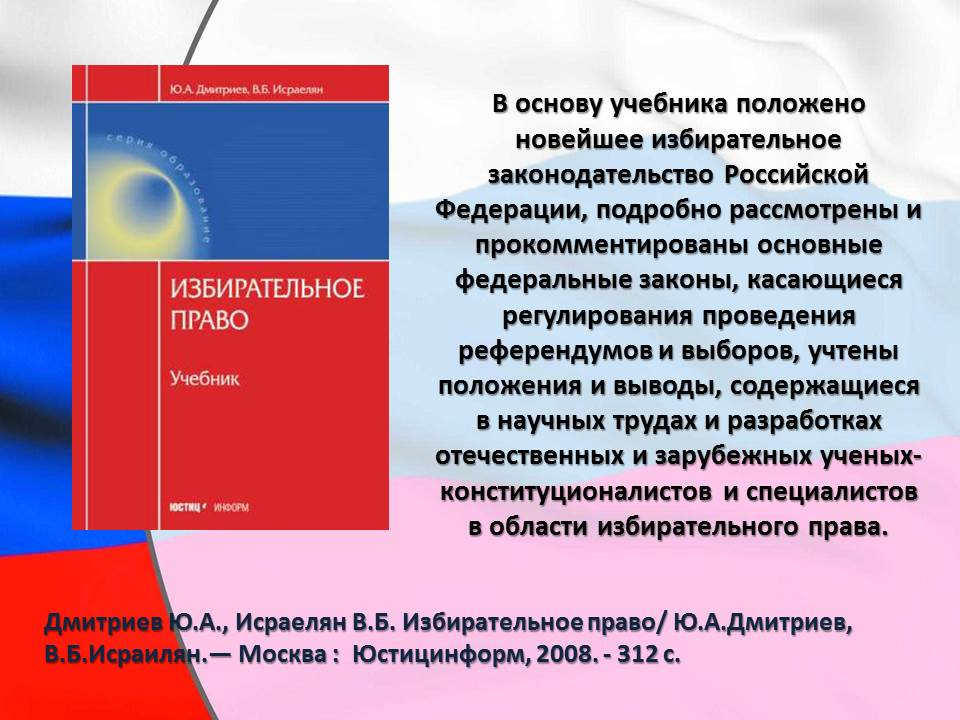 Ю.А. Дмитриев, В.Б. Исраелян
серия образование
ИЗБИРАТЕЛЬНОЕ
ПРАВО
Учебник
ЮСТИЦ ИНФОРМ
В основу учебника положено
новейшее избирательное
законодательство Российской
Федерации, подробно рассмотрены и
прокомментированы основные
федеральные законы, касающиеся
регулирования проведения
референдумов и выборов, учтены
положения и выводы, содержащиеся
в научных трудах и разработках
отечественных и зарубежных ученых-
конституционалистов и специалистов
в области избирательного права.
Дмитриев Ю.А., Исраелян В.Б. Избирательное право/ Ю.А.Дмитриев,
В.Б.Исраилян.— Москва : Юстицинформ, 2008. - 312 с.